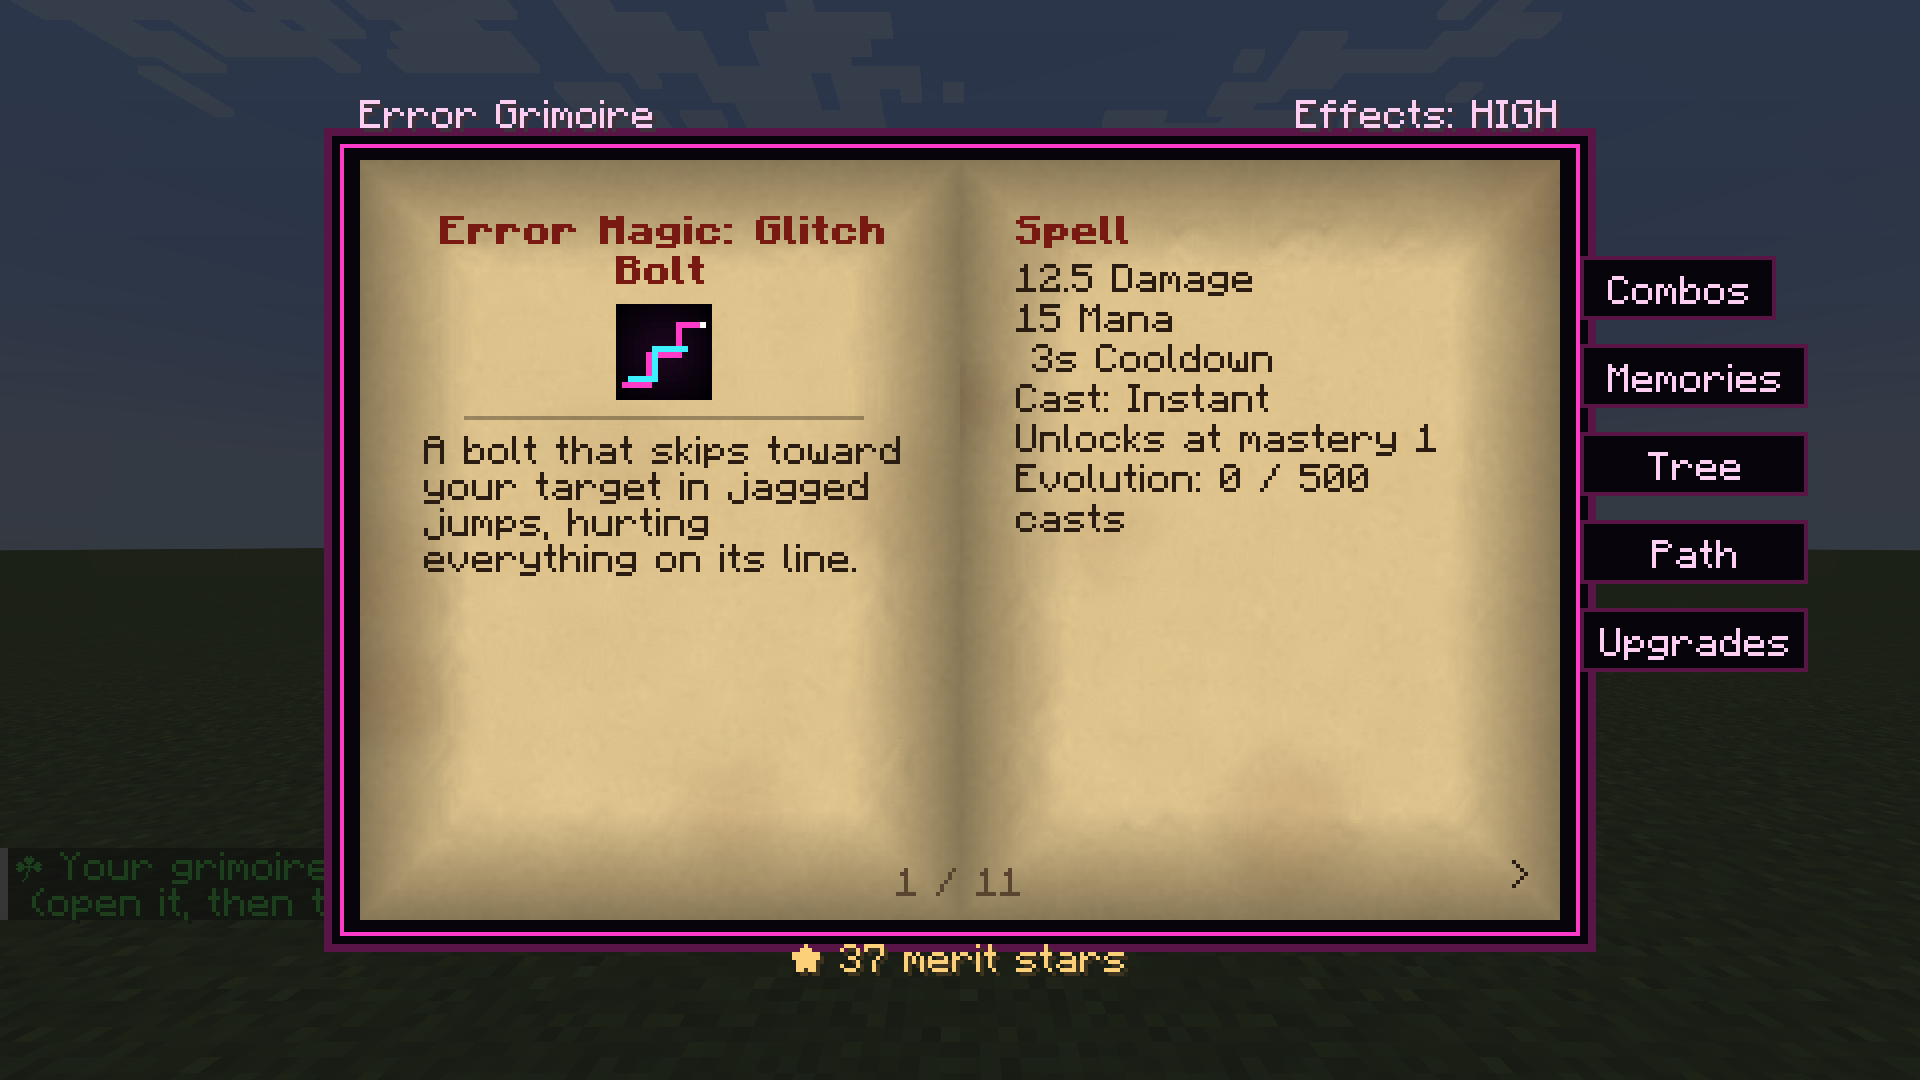 Error Grimoire
Effects: HIGH
Error Magic: Glitch
Bolt
A bolt that skips toward
your target in jagged
jumps, hurting
everything on its line.
Spell
12.5 Damage
15 Mana
3s Cooldown
Cast: Instant
Unlocks at mastery 1
Evolution: 0 / 500
casts
Combos
Memories
Tree
Path
Upgrades
☘ Your grimoire
(open it, then t
1 / 11
>
★ 37 merit stars